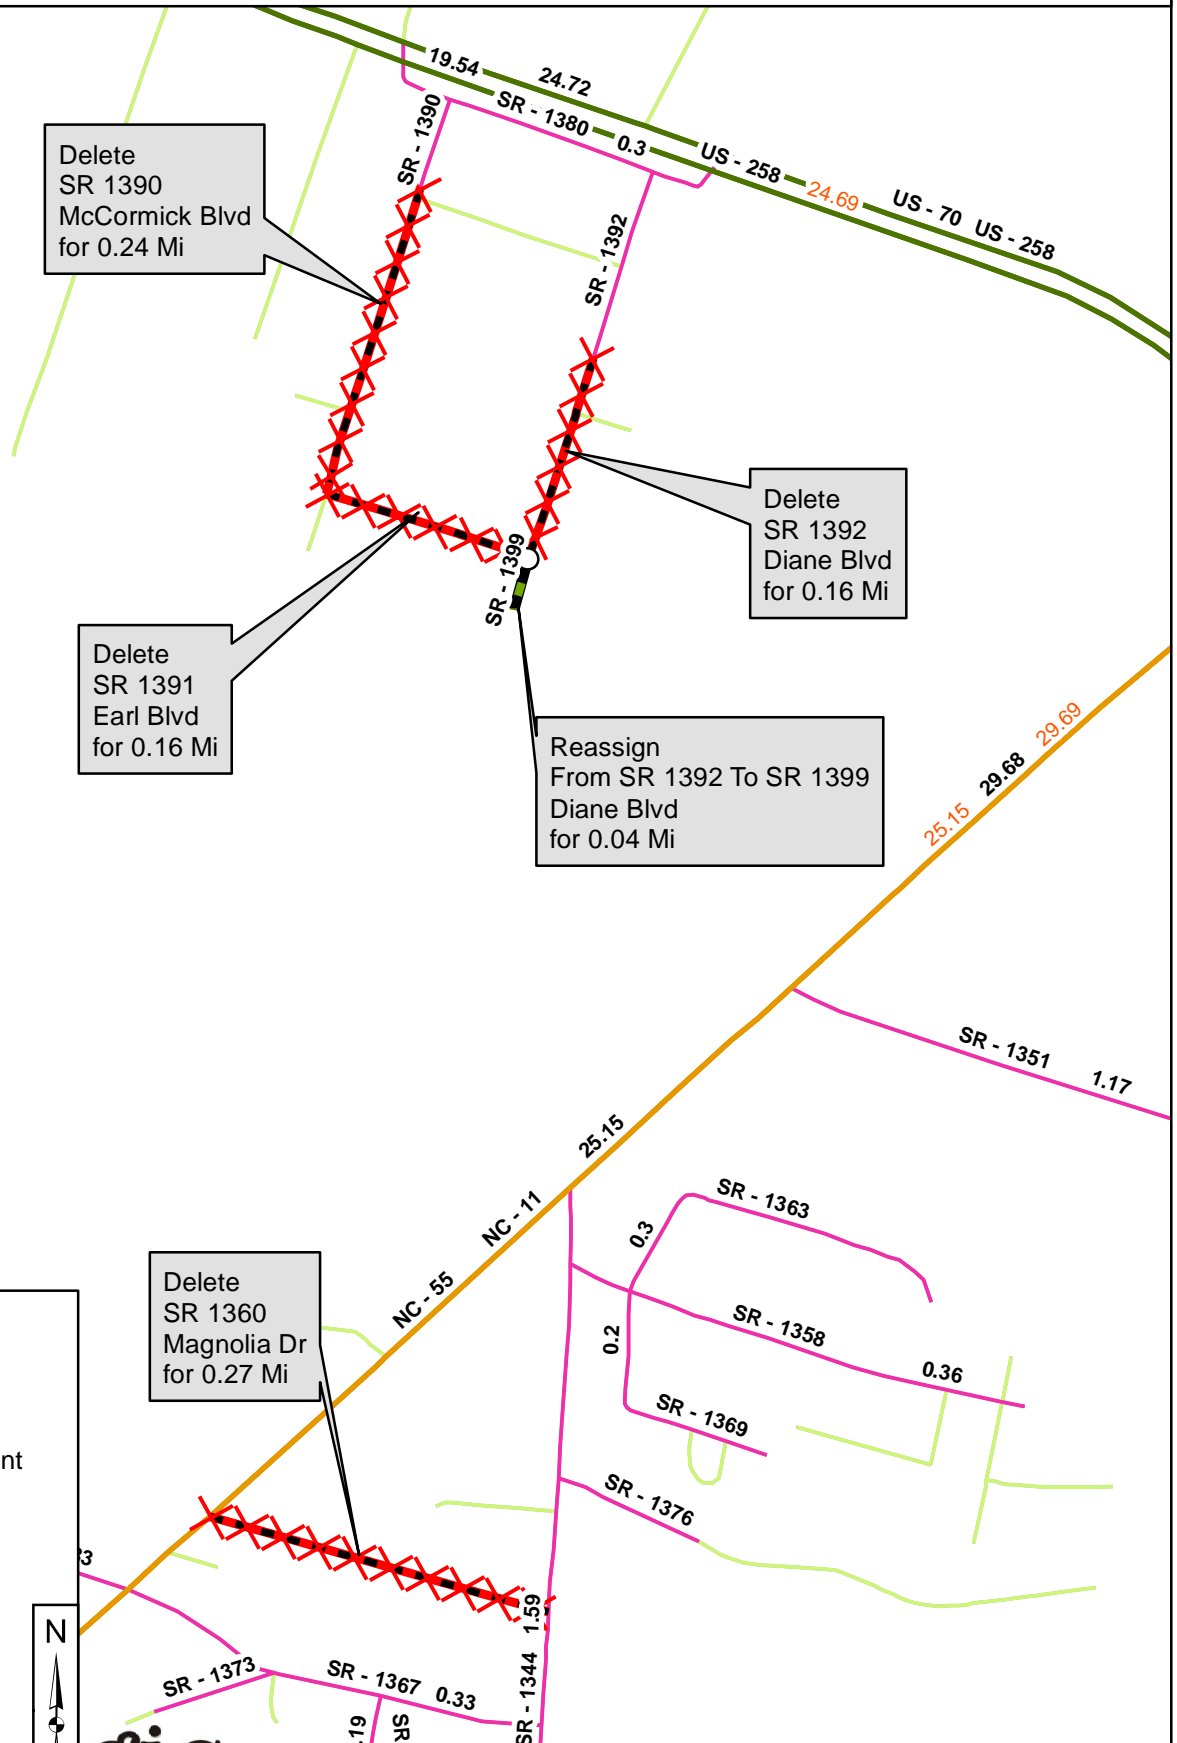 19.54
24.72
SR - 1380
0.3
US - 258
24.69
US - 70 US - 258
SR - 1390
SR - 1392
Delete
SR 1390
McCormick Blvd
for 0.24 Mi
Delete
SR 1392
Diane Blvd
for 0.16 Mi
SR - 1399
Delete
SR 1391
Earl Blvd
for 0.16 Mi
Reassign
From SR 1392 To SR 1399
Diane Blvd
for 0.04 Mi
29.69
29.68
25.15
SR - 1351
1.17
25.15
NC - 11
NC - 55
SR - 1363
0.3
SR - 1358
0.2
0.36
SR - 1369
SR - 1376
Delete
SR 1360
Magnolia Dr
for 0.27 Mi
nt
1.59
SR - 1344
N
SR - 1373
SR - 1367
0.33
.19
SR